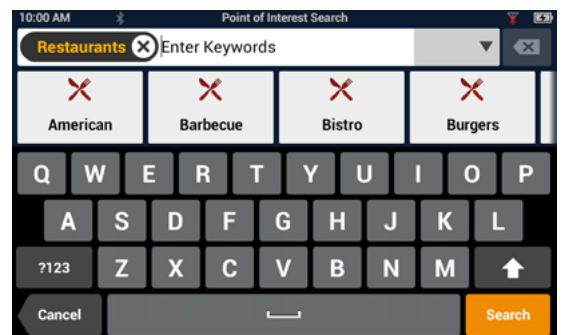 10:00 AM Point of Interest Search
Restaurants Enter Keywords
American Barbecue Bistro Burgers
Q W E R T Y U I O P
A S D F G H J K L
?123 Z X C V B N M
Cancel Search